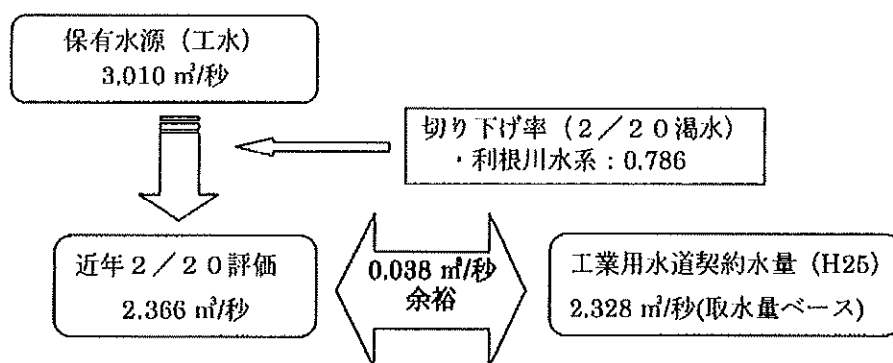 保有水源（工水）
3,010 ㎥/秒
切り下げ率（２／２０渇水）
・利根川水系：0.786
近年２／２０評価
2.366 ㎥/秒
0.038 ㎥/秒
余裕
工業用水道契約水量（H25）
2.328 ㎥/秒(取水量ベース)